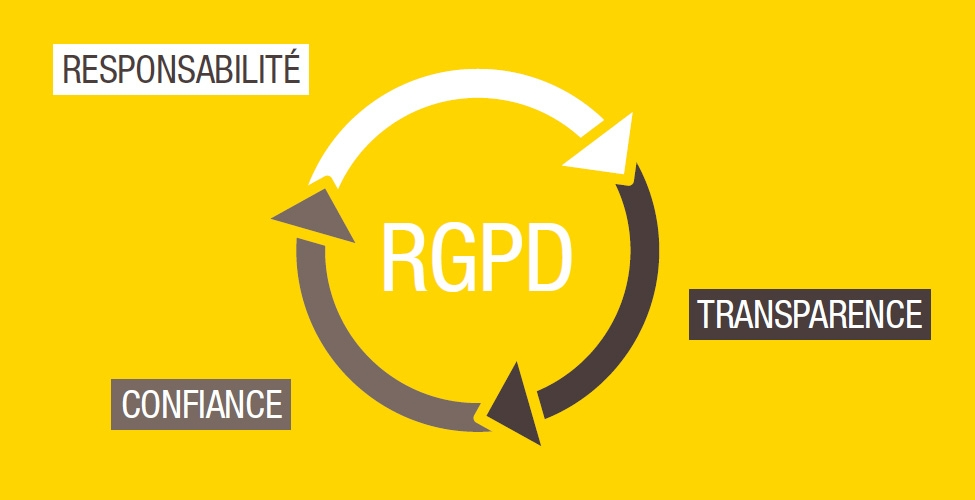 RESPONSABILITÉ
RGPD
TRANSPARENCE
CONFIANCE